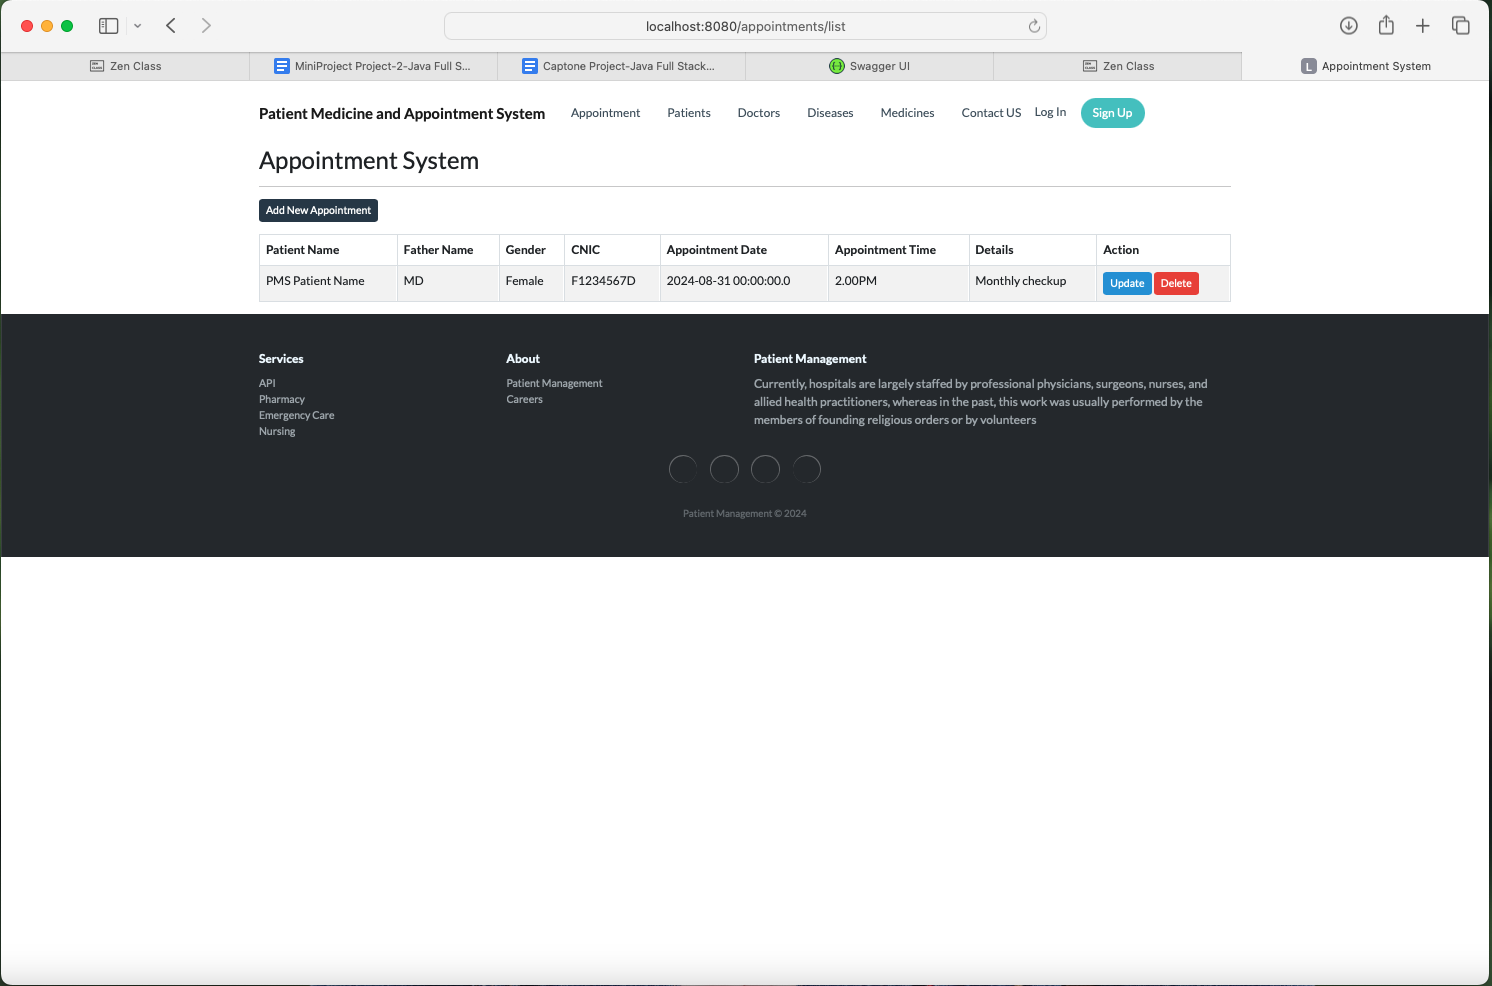 localhost:8080/appointments/list
Zen Class
MiniProject Project-2-Java Full S...
Captone Project-Java Full Stack...
Swagger UI
Zen Class
L Appointment System
Patient Medicine and Appointment System Appointment Patients Doctors Diseases Medicines Contact US Log In Sign Up
Appointment System
Add New Appointment
Patient Name Father Name Gender CNIC Appointment Date Appointment Time Details Action
PMS Patient Name MD Female F1234567D 2024-08-31 00:00:00.0 2.00PM Monthly checkup Update Delete
Services
API
Pharmacy
Emergency Care
Nursing
About
Patient Management
Careers
Patient Management
Currently, hospitals are largely staffed by professional physicians, surgeons, nurses, and
allied health practitioners, whereas in the past, this work was usually performed by the
members of founding religious orders or by volunteers
Patient Management © 2024